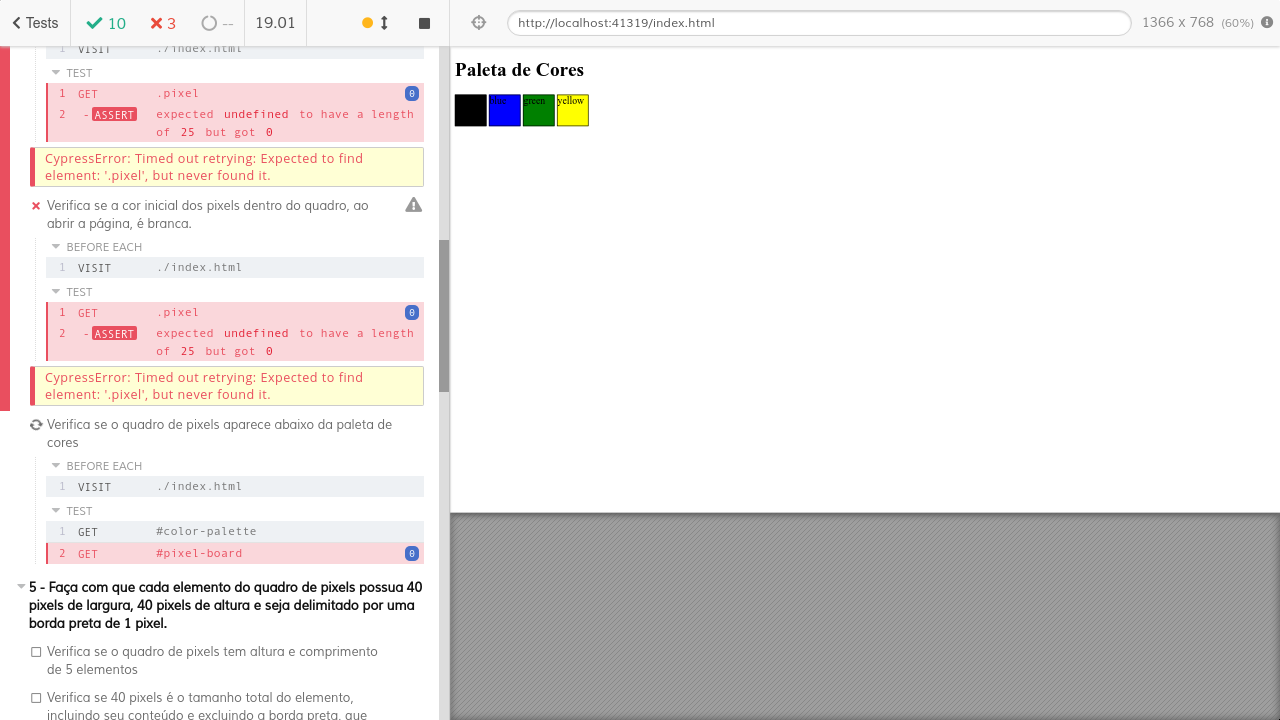 Tests 10 3 -- 19.01
http://localhost:41319/index.html 1366 x 768 (60%)
1 VISIT ./index.html
TEST
1 GET .pixel 0
2 -ASSERT expected undefined to have a length
of 25 but got 0
CypressError: Timed out retrying: Expected to find
element: '.pixel', but never found it.
Verifica se a cor inicial dos pixels dentro do quadro, ao
abrir a página, é branca.
BEFORE EACH
1 VISIT ./index.html
TEST
1 GET .pixel 0
2 -ASSERT expected undefined to have a length
of 25 but got 0
CypressError: Timed out retrying: Expected to find
element: '.pixel', but never found it.
Verifica se o quadro de pixels aparece abaixo da paleta de
cores
BEFORE EACH
1 VISIT ./index.html
TEST
1 GET #color-palette
2 GET #pixel-board 0
5 - Faça com que cada elemento do quadro de pixels possua 40
pixels de largura, 40 pixels de altura e seja delimitado por uma
borda preta de 1 pixel.
Verifica se o quadro de pixels tem altura e comprimento
de 5 elementos
Verifica se 40 pixels é o tamanho total do elemento,
incluindo seu conteúdo e excluindo a borda preta, que
Paleta de Cores
blue green yellow